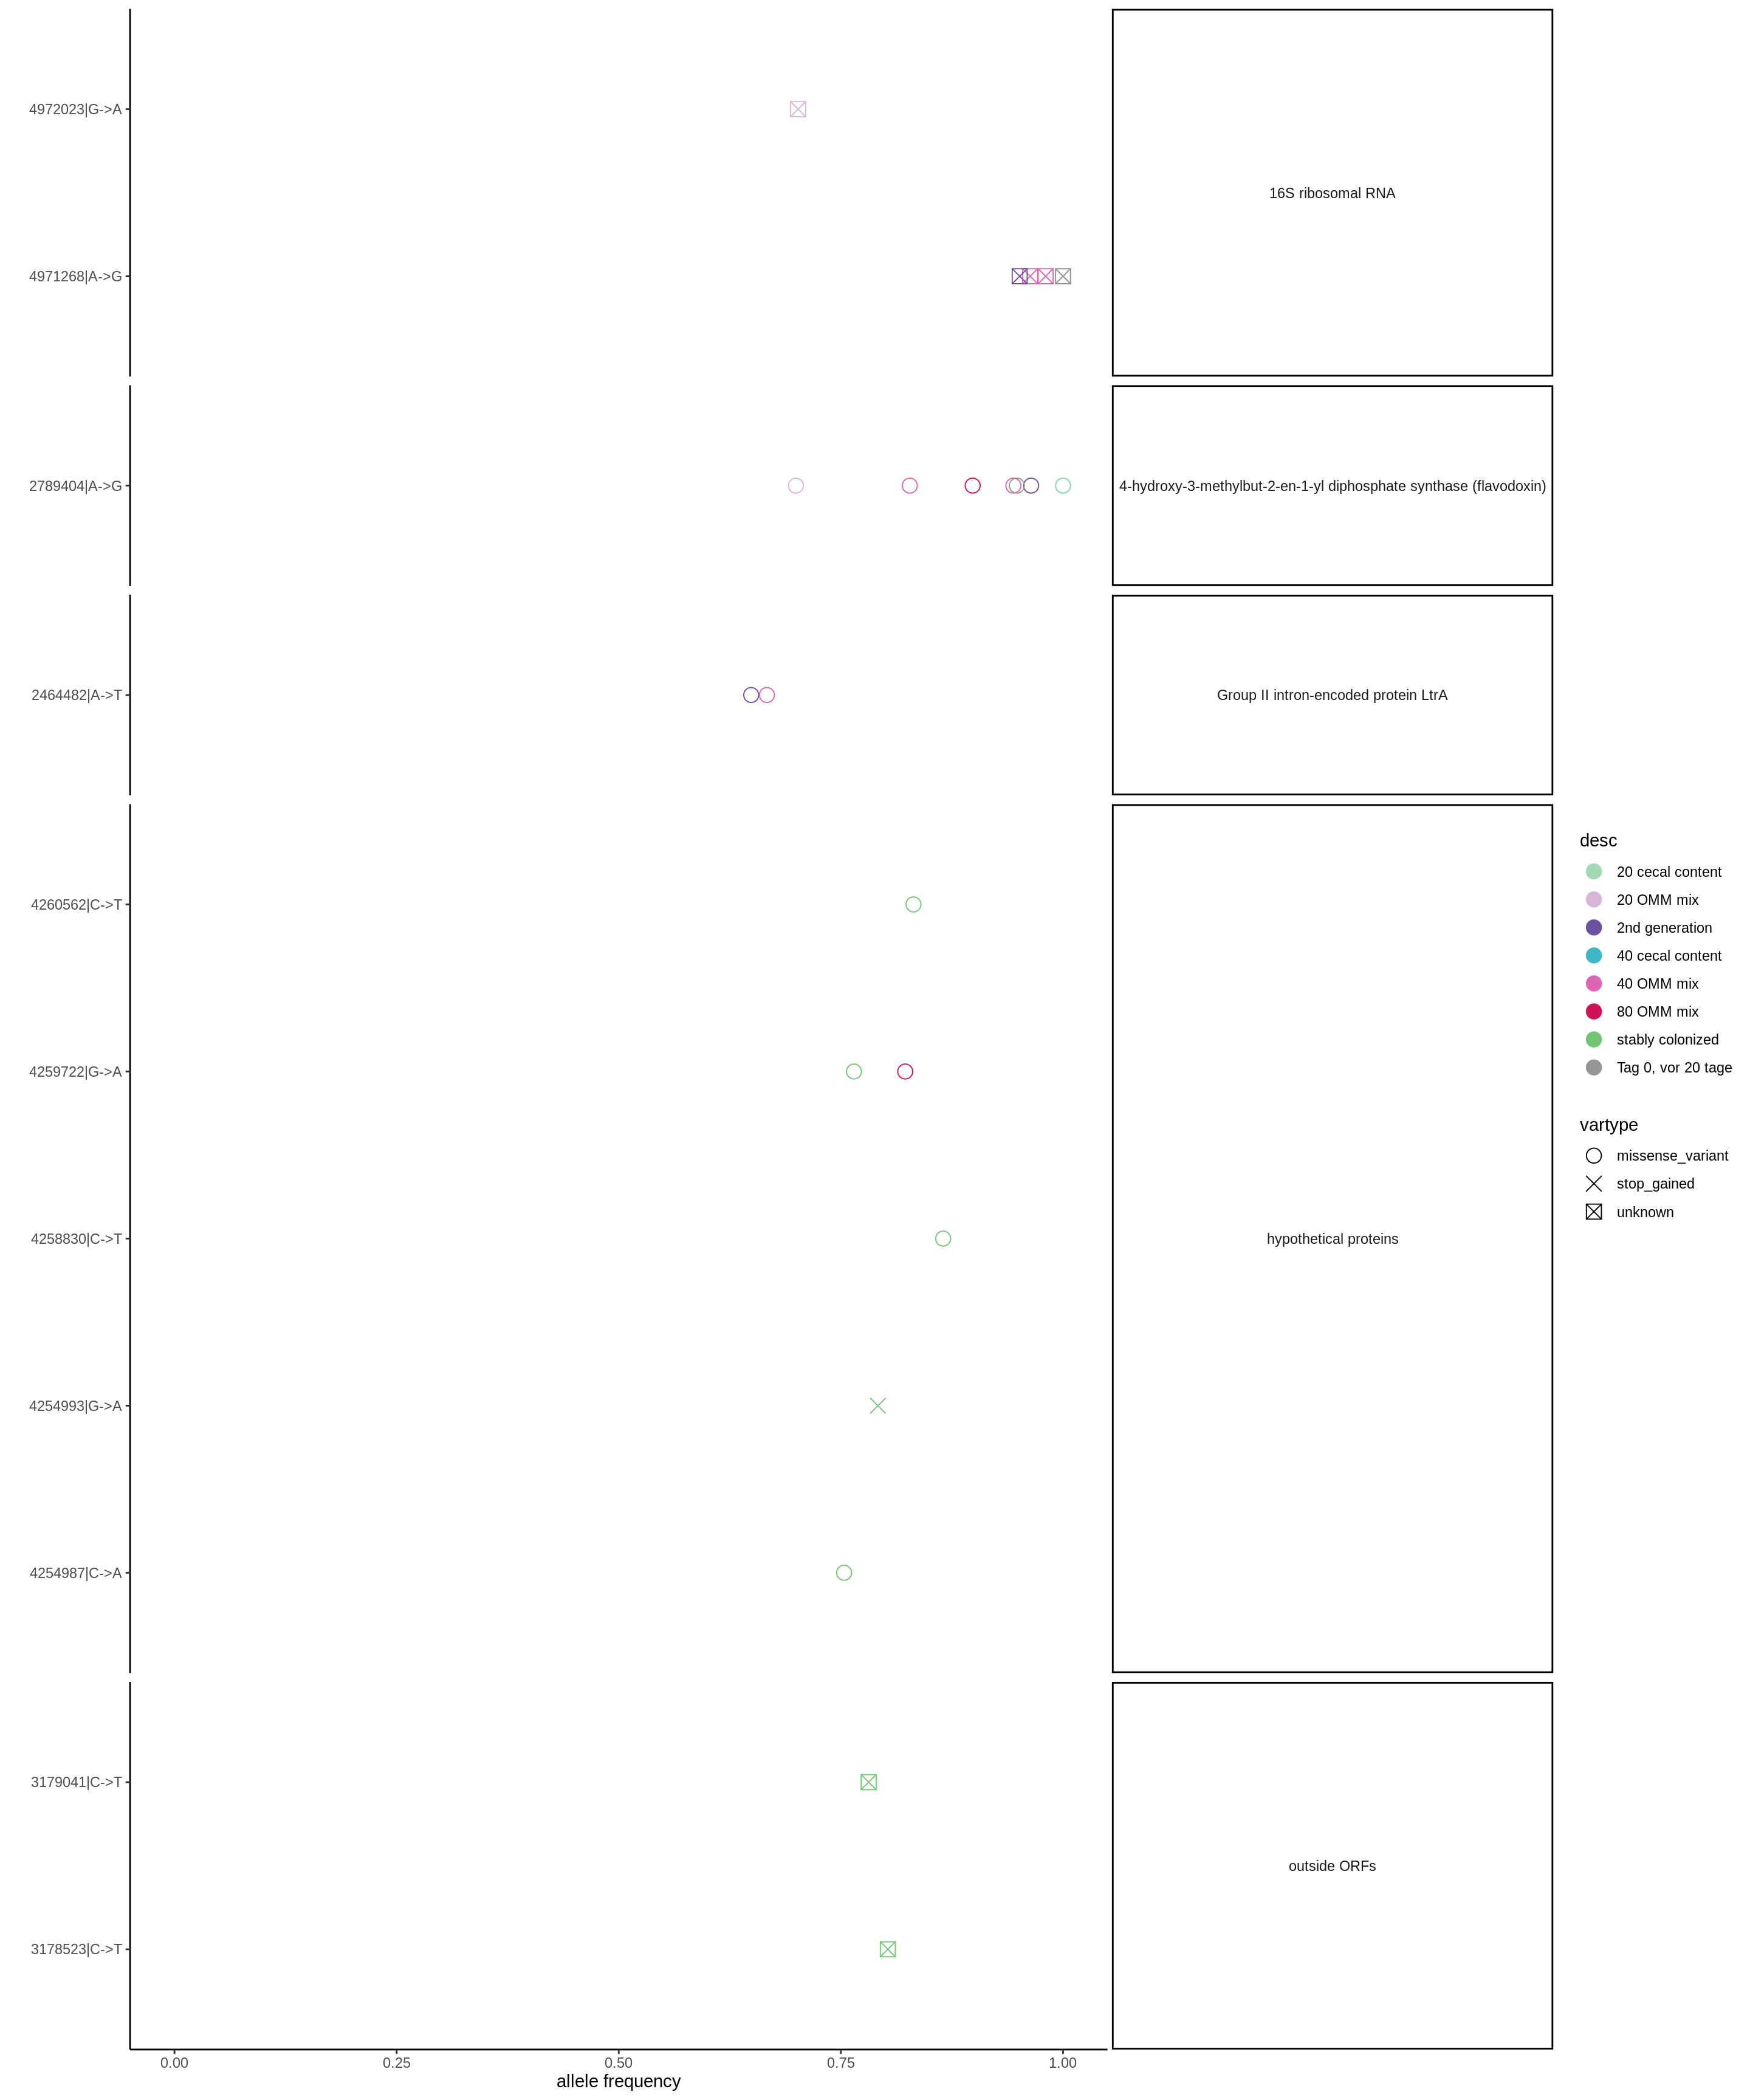 4972023|G->A
16S ribosomal RNA
4971268|A->G
2789404|A->G
4-hydroxy-3-methylbut-2-en-1-yl diphosphate synthase (flavodoxin)
2464482|A->T
Group II intron-encoded protein LtrA
4260562|C->T
4259722|G->A
4258830|C->T
hypothetical proteins
4254993|G->A
4254987|C->A
3179041|C->T
outside ORFs
3178523|C->T
0.00 0.25 0.50 0.75 1.00
allele frequency
desc
20 cecal content
20 OMM mix
2nd generation
40 cecal content
40 OMM mix
80 OMM mix
stably colonized
Tag 0, vor 20 tage
vartype
missense_variant
stop_gained
unknown